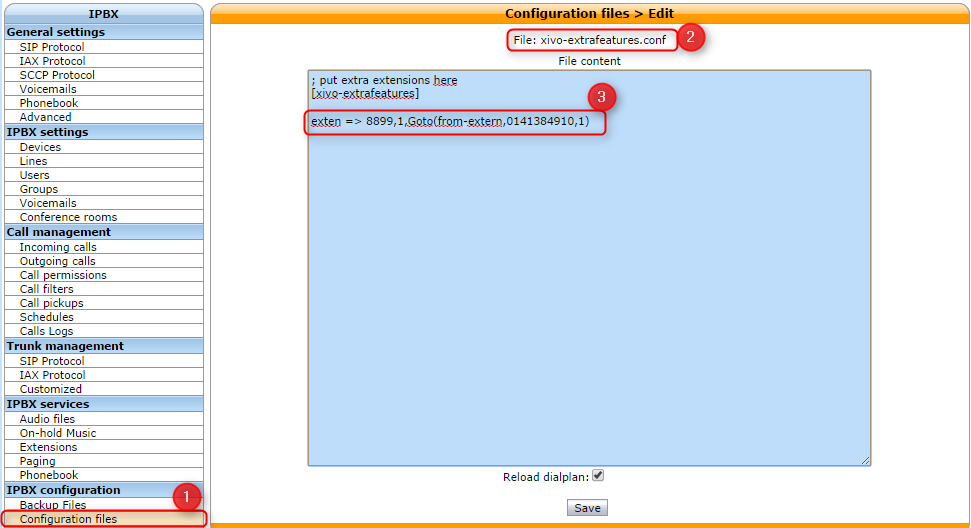 IPBX
General settings
SIP Protocol
IAX Protocol
SCCP Protocol
Voicemails
Phonebook
Advanced
IPBX settings
Devices
Lines
Users
Groups
Voicemails
Conference rooms
Call management
Incoming calls
Outgoing calls
Call permissions
Call filters
Call pickups
Schedules
Calls Logs
Trunk management
SIP Protocol
IAX Protocol
Customized
IPBX services
Audio files
On-hold Music
Extensions
Paging
Phonebook
IPBX configuration
1
Backup Files
Configuration files
Configuration files > Edit
File: xivo-extrafeatures.conf
2
File content
; put extra extensions here
[xivo-extrafeatures]
3
exten => 8899,1,Goto(from-extern,0141384910,1)
Reload dialplan:
Save